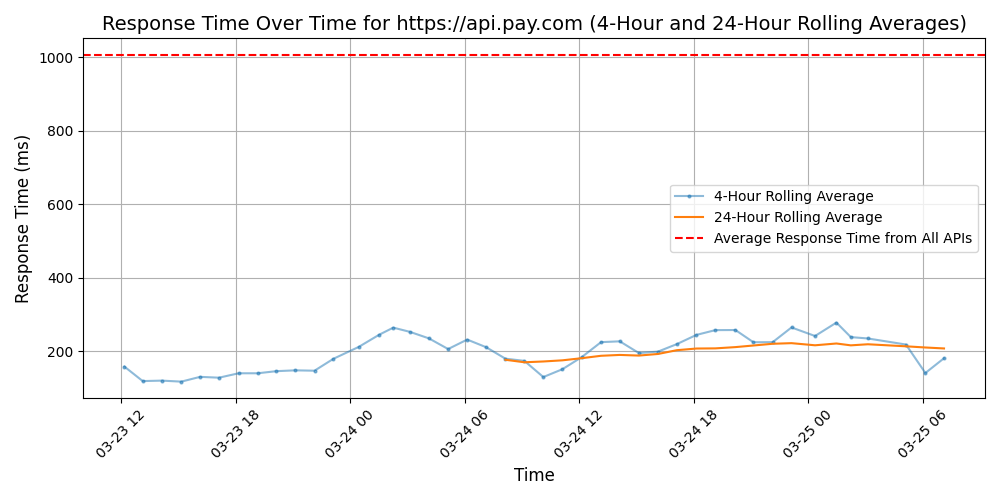 Response Time Over Time for https://api.pay.com (4-Hour and 24-Hour Rolling Averages)
Response Time (ms)
1000
800
600
400
200
4-Hour Rolling Average
24-Hour Rolling Average
Average Response Time from All APIs
03-23 12
03-23 18
03-24 00
03-24 06
03-24 12
03-24 18
03-25 00
03-25 06
Time